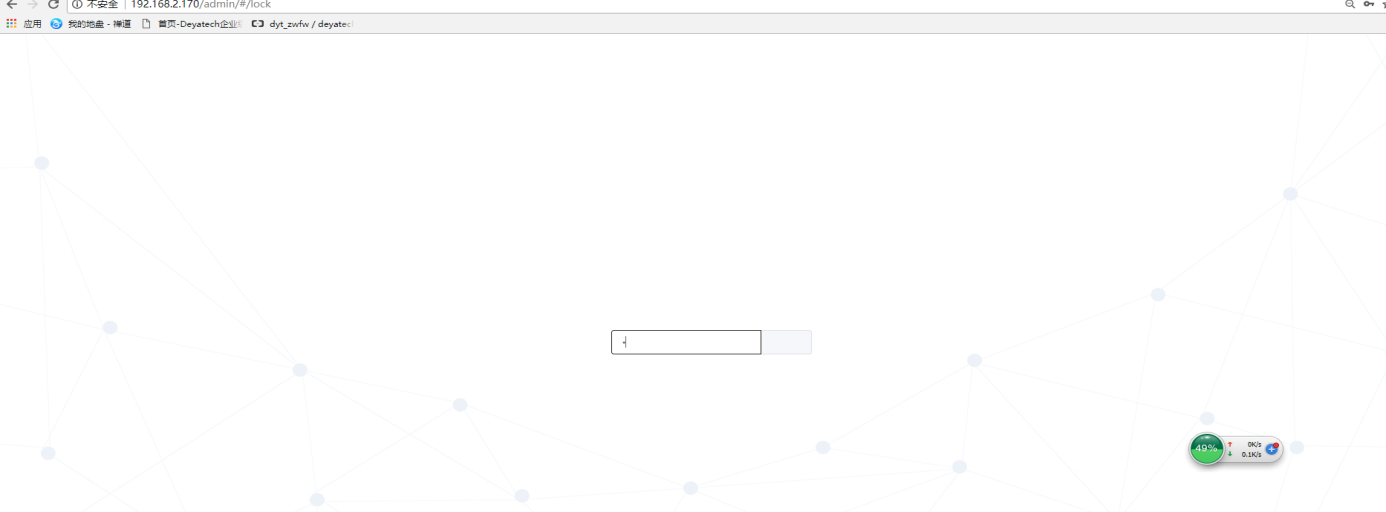 不安全 | 192.168.2.170/admin/#/lock
应用 我的地盘 - 禅道 首页-Deyatech企业 dyt_zwfw / deyatec
49% 0K/s
0.1K/s